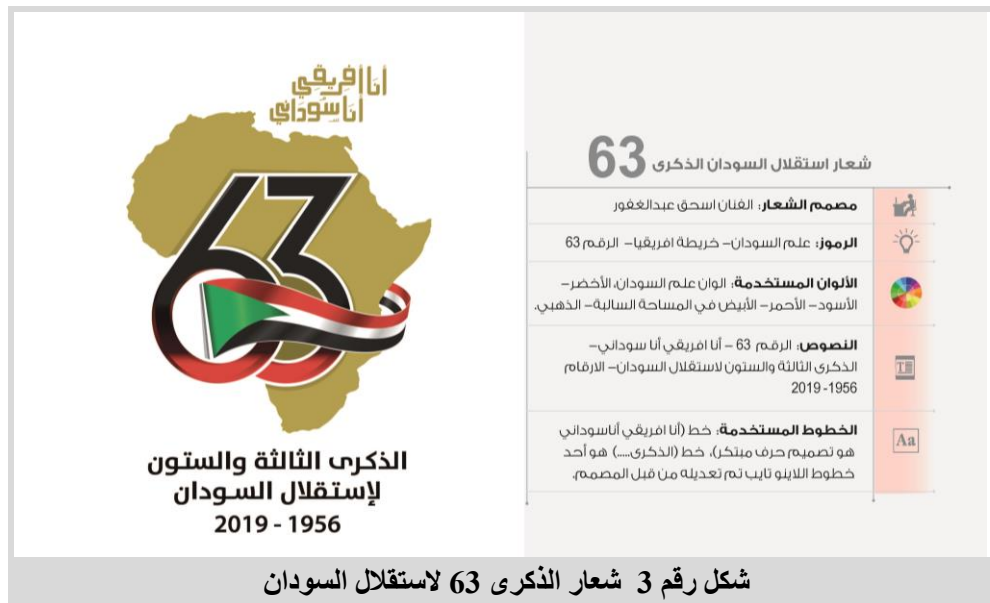 أنا افريقي
أنا سوداني
63
الذكرى الثالثة والستون
لإستقلال السودان
2019 - 1956
شعار استقلال السودان الذكرى 63
مصمم الشعار: الفنان اسحق عبدالغفور
الرموز: علم السودان– خريطة افريقيا– الرقم 63
الألوان المستخدمة: الوان علم السودان، الأخضر–
الأسود– الأحمر– الأبيض في المساحة السالبة– الذهبي.
النصوص: الرقم 63 – أنا افريقي أنا سوداني–
الذكرى الثالثة والستون لاستقلال السودان– الارقام
1956- 2019
الخطوط المستخدمة: خط (أنا افريقي أناسوداني
هو تصميم حرف مبتكر)، خط (الذكرى.....) هو أحد
خطوط اللاينو تايب تم تعديله من قبل المصمم.
Aa
شكل رقم 3 شعار الذكرى 63 لاستقلال السودان